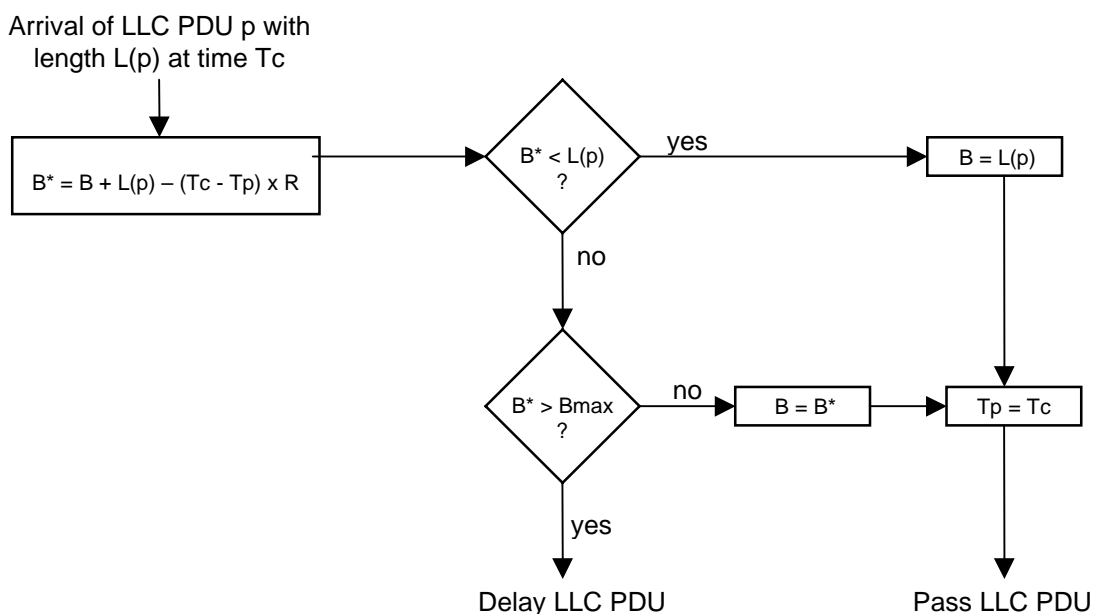 Arrival of LLC PDU p with
length L(p) at time Tc
B* = B + L(p) – (Tc - Tp) x R
B* < L(p)
?
yes
B = L(p)
no
B* > Bmax
?
no
B = B*
Tp = Tc
yes
Delay LLC PDU
Pass LLC PDU